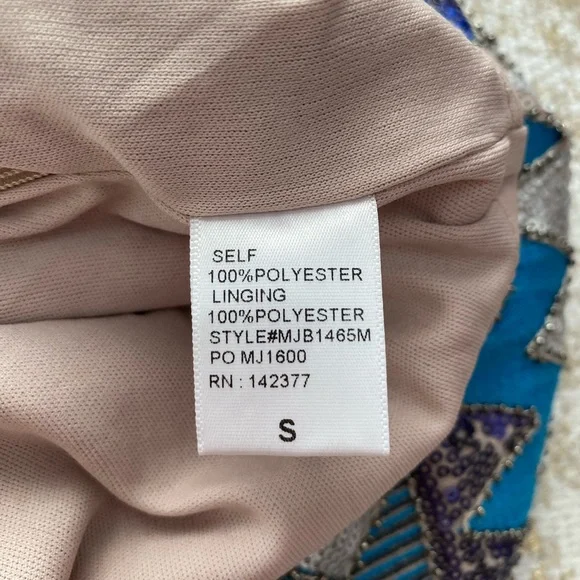 SELF
100%POLYESTER
LINGING
100%POLYESTER
STYLE#MJB1465M
PO MJ1600
RN : 142377
S